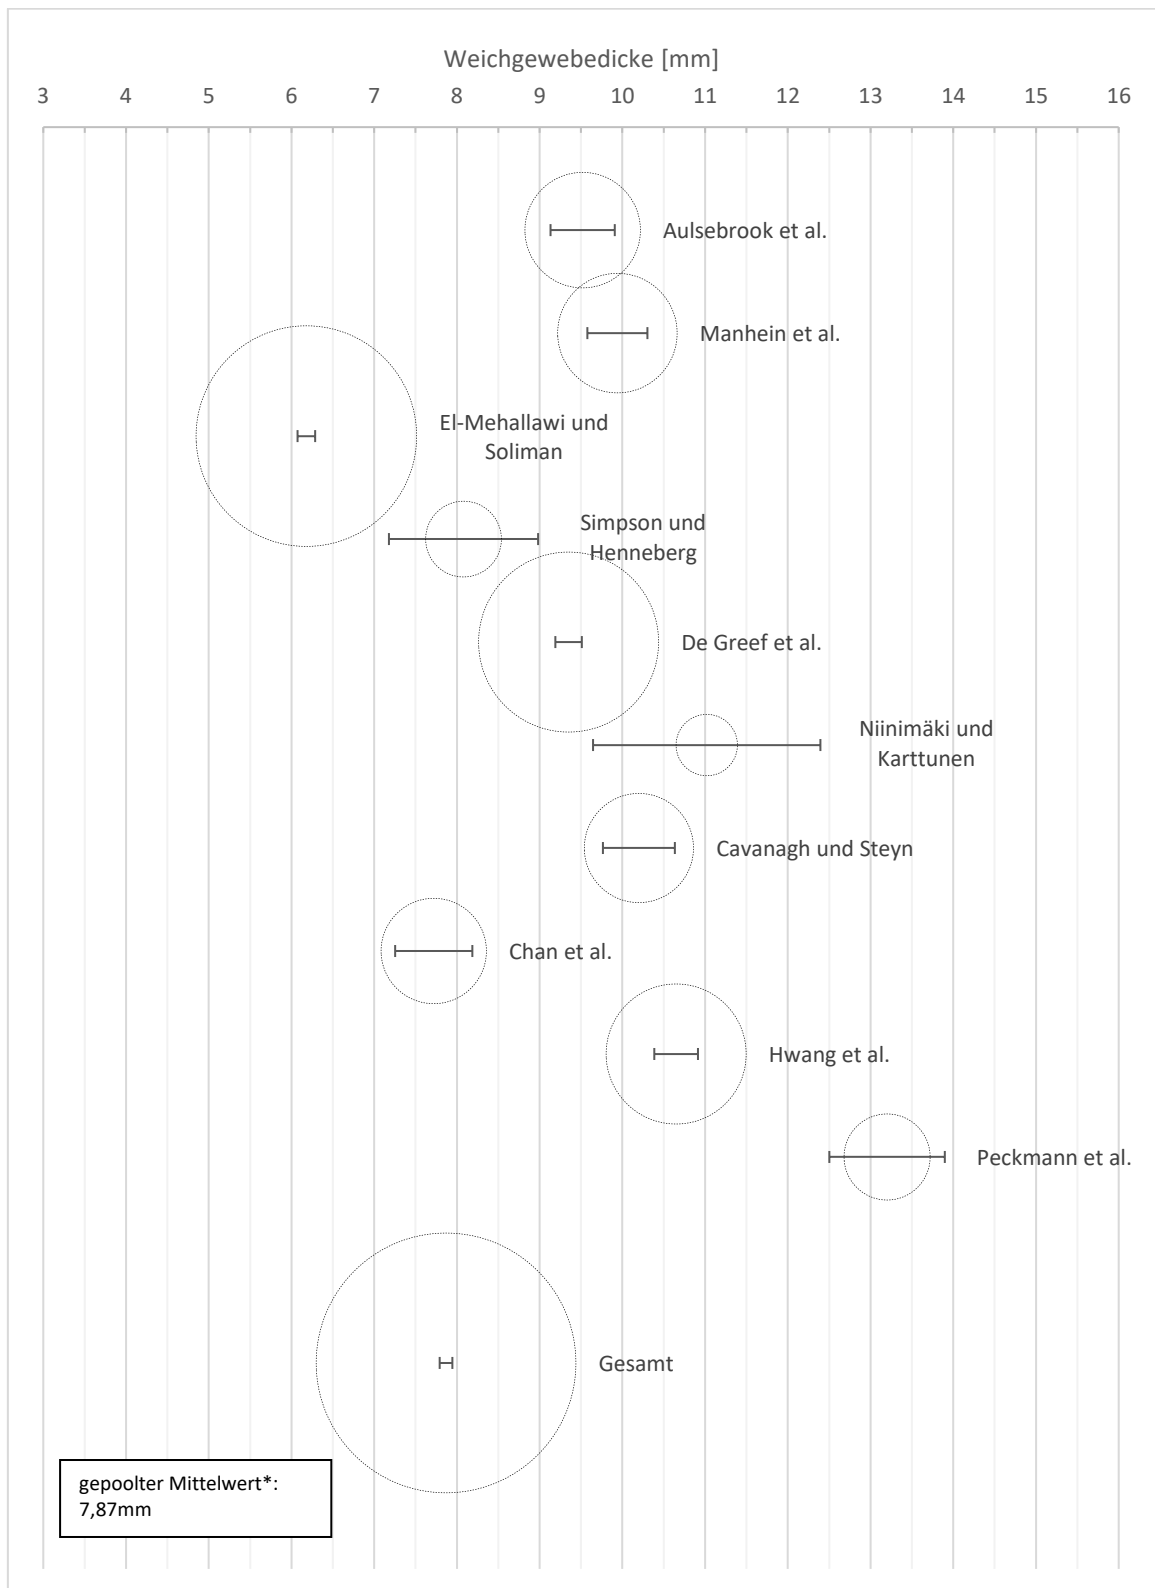 Weichgewebedicke [mm]
3 4 5 6 7 8 9 10 11 12 13 14 15 16
Aulsebrook et al.
Manhein et al.
El-Mehallawi und
Soliman
Simpson und
Henneberg
De Greef et al.
Niinimäki und
Karttunen
Cavanagh und Steyn
Chan et al.
Hwang et al.
Peckmann et al.
Gesamt
gepoolter Mittelwert*:
7,87mm